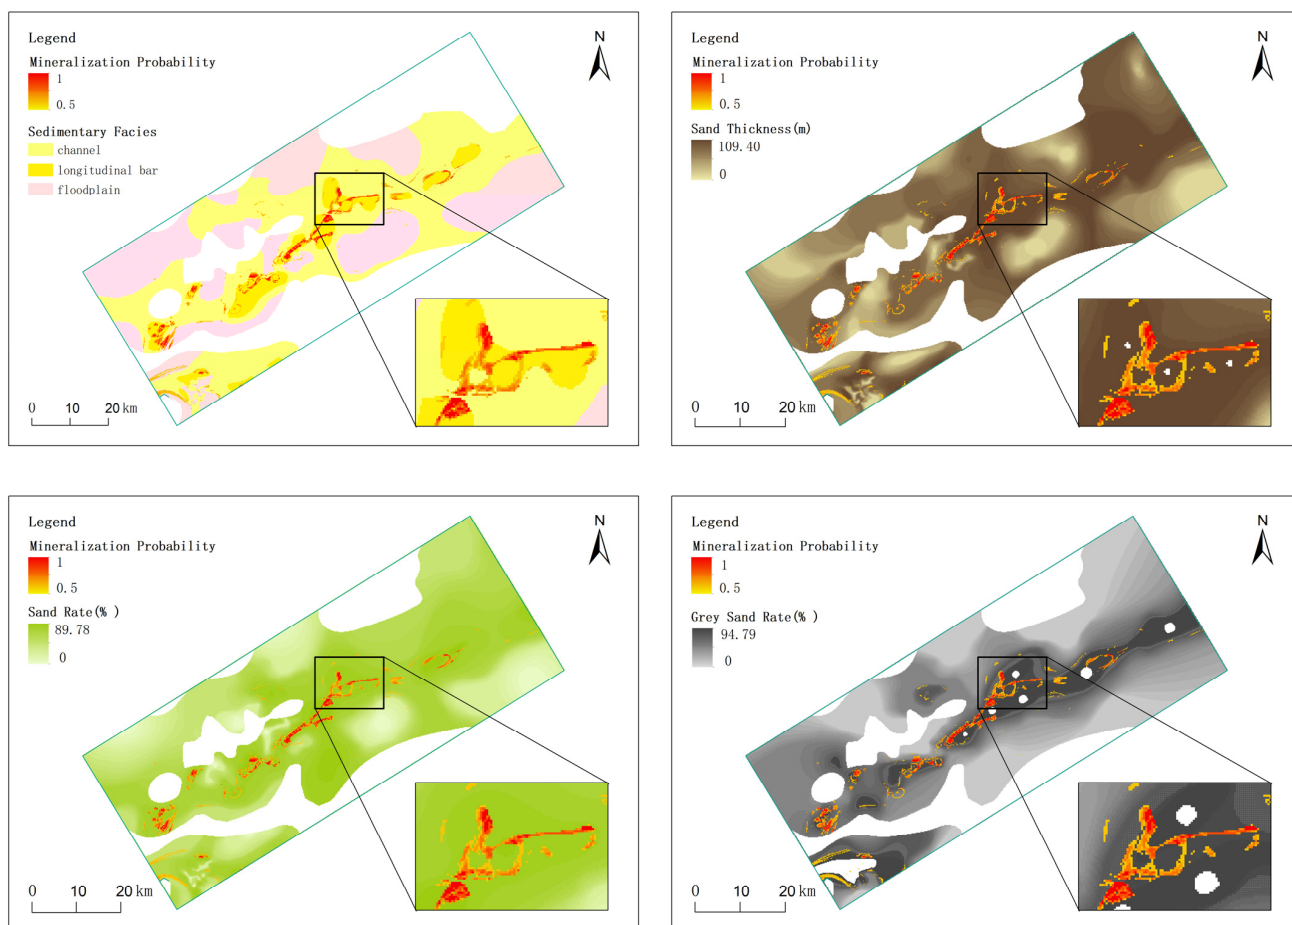 Legend
Mineralization Probability
1
0.5
Sedimentary Facies
channel
longitudinal bar
floodplain
N
0 10 20 km
Legend
Mineralization Probability
1
0.5
Sand Thickness(m)
109.40
0
N
0 10 20 km
Legend
Mineralization Probability
1
0.5
Sand Rate(% )
89.78
0
N
0 10 20 km
Legend
Mineralization Probability
1
0.5
Grey Sand Rate(% )
94.79
0
N
0 10 20 km